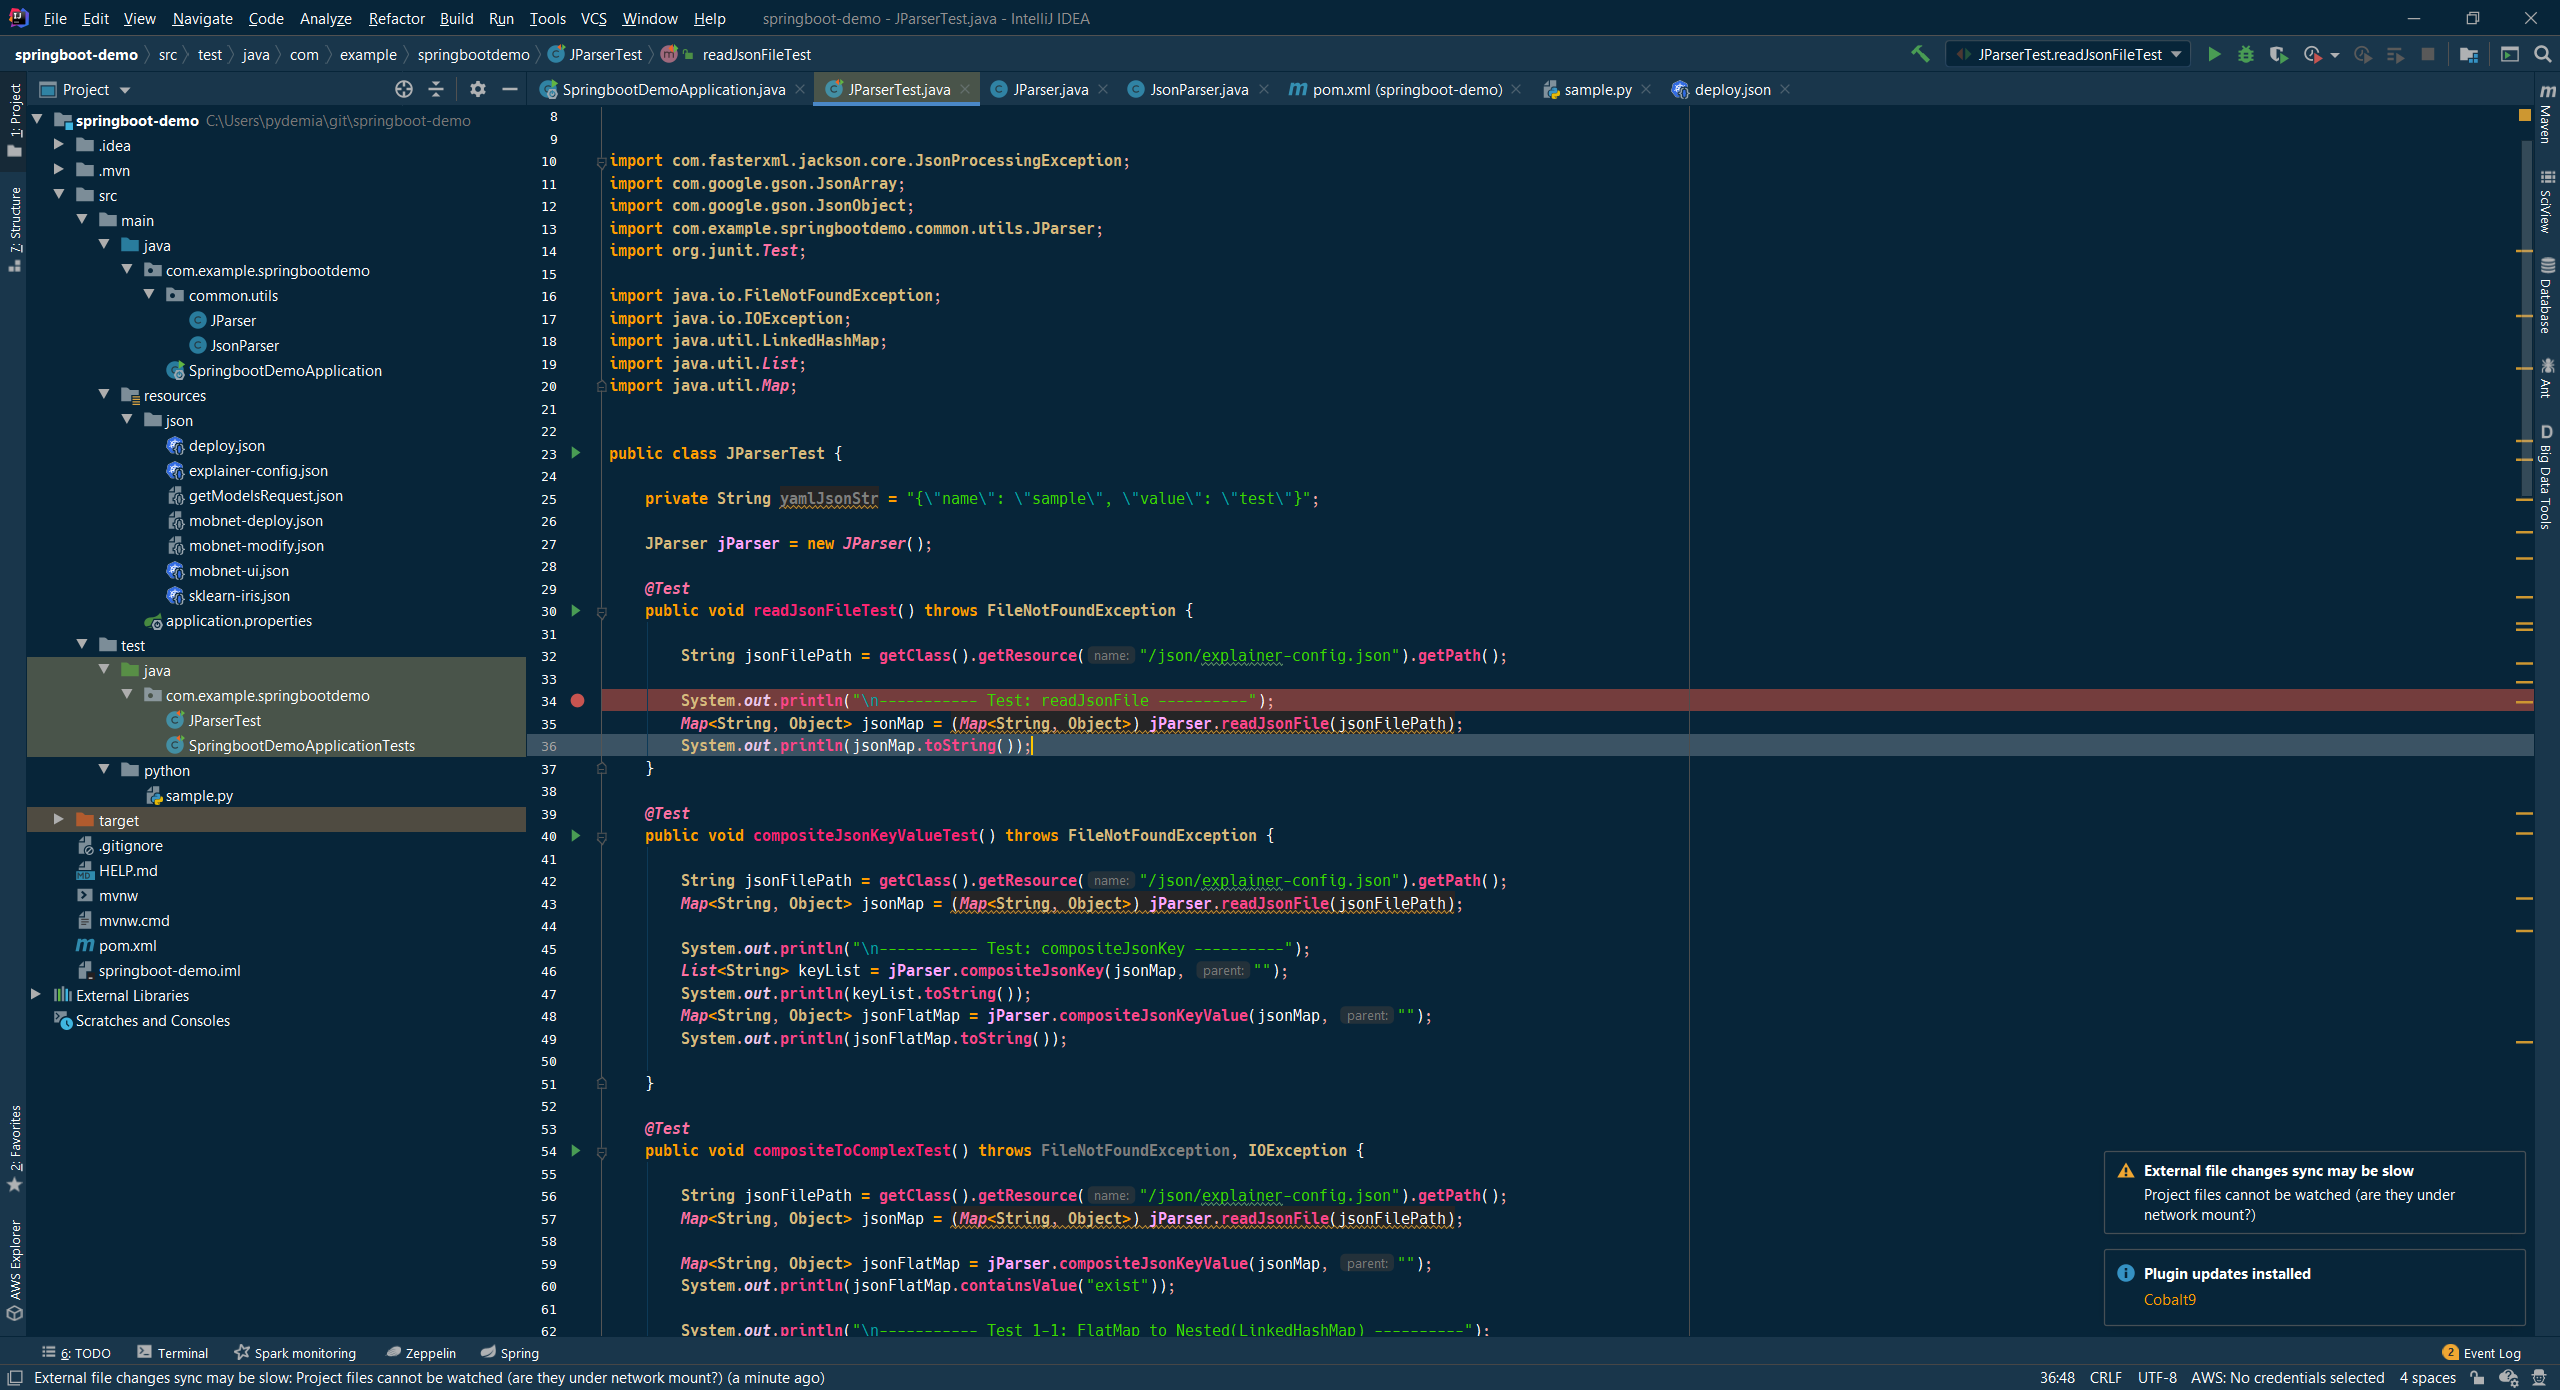 File Edit View Navigate Code Analyze Refactor Build Run Tools VCS Window Help springboot-demo - JParserTest.java - IntelliJ IDEA
springboot-demo src test java com example springbootdemo JParserTest readJsonFileTest JParserTest.readJsonFileTest
Project SpringbootDemoApplication.java JParserTest.java JParser.java JsonParser.java pom.xml (springboot-demo) sample.py deploy.json
1: Project
7: Structure
2: Favorites
AWS Explorer
springboot-demo C:\Users\pydemia\git\springboot-demo
.idea
.mvn
src
main
java
com.example.springbootdemo
common.utils
JParser
JsonParser
SpringbootDemoApplication
resources
json
deploy.json
explainer-config.json
getModelsRequest.json
mobnet-deploy.json
mobnet-modify.json
mobnet-ui.json
sklearn-iris.json
application.properties
test
java
com.example.springbootdemo
JParserTest
SpringbootDemoApplicationTests
python
sample.py
target
.gitignore
HELP.md
mvnw
mvnw.cmd
pom.xml
springboot-demo.iml
External Libraries
Scratches and Consoles
8
9
10 import com.fasterxml.jackson.core.JsonProcessingException;
11 import com.google.gson.JsonArray;
12 import com.google.gson.JsonObject;
13 import com.example.springbootdemo.common.utils.JParser;
14 import org.junit.Test;
15
16 import java.io.FileNotFoundException;
17 import java.io.IOException;
18 import java.util.LinkedHashMap;
19 import java.util.List;
20 import java.util.Map;
21
22
23 public class JParserTest {
24
25 private String yamlJsonStr = "{\"name\": \"sample\", \"value\": \"test\"}";
26
27 JParser jParser = new JParser();
28
29 @Test
30 public void readJsonFileTest() throws FileNotFoundException {
31
32 String jsonFilePath = getClass().getResource( name: "/json/explainer-config.json").getPath();
33
34 System.out.println("\n----------- Test: readJsonFile ----------");
35 Map<String, Object> jsonMap = (Map<String, Object>) jParser.readJsonFile(jsonFilePath);
36 System.out.println(jsonMap.toString());
37 }
38
39 @Test
40 public void compositeJsonKeyValueTest() throws FileNotFoundException {
41
42 String jsonFilePath = getClass().getResource( name: "/json/explainer-config.json").getPath();
43 Map<String, Object> jsonMap = (Map<String, Object>) jParser.readJsonFile(jsonFilePath);
44
45 System.out.println("\n----------- Test: compositeJsonKey ----------");
46 List<String> keyList = jParser.compositeJsonKey(jsonMap, parent: "");
47 System.out.println(keyList.toString());
48 Map<String, Object> jsonFlatMap = jParser.compositeJsonKeyValue(jsonMap, parent: "");
49 System.out.println(jsonFlatMap.toString());
50
51 }
52
53 @Test
54 public void compositeToComplexTest() throws FileNotFoundException, IOException {
55
56 String jsonFilePath = getClass().getResource( name: "/json/explainer-config.json").getPath();
57 Map<String, Object> jsonMap = (Map<String, Object>) jParser.readJsonFile(jsonFilePath);
58
59 Map<String, Object> jsonFlatMap = jParser.compositeJsonKeyValue(jsonMap, parent: "");
60 System.out.println(jsonFlatMap.containsValue("exist"));
61
62 System.out.println("\n----------- Test 1-1: FlatMap to Nested(LinkedHashMap) ----------");
Maven
SciView
Database
Ant
Big Data Tools
External file changes sync may be slow
Project files cannot be watched (are they under
network mount?)
Plugin updates installed
Cobalt9
6: TODO Terminal Spark monitoring Zeppelin Spring 2 Event Log
External file changes sync may be slow: Project files cannot be watched (are they under network mount?) (a minute ago) 36:48 CRLF UTF-8 AWS: No credentials selected 4 spaces